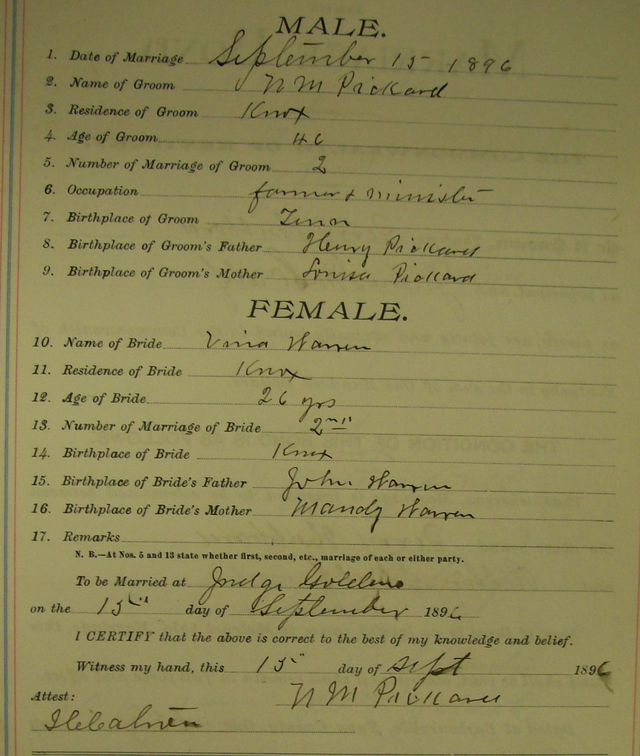 MALE.
1. Date of Marriage September 15 1896
2. Name of Groom N M Pickard
3. Residence of Groom Knox
4. Age of Groom 46
5. Number of Marriage of Groom 2
6. Occupation farmer & minister
7. Birthplace of Groom Tenn
8. Birthplace of Groom's Father Henry Pickard
9. Birthplace of Groom's Mother Louisa Pickard
FEMALE.
10. Name of Bride Vina Warren
11. Residence of Bride Knox
12. Age of Bride 26 yrs
13. Number of Marriage of Bride 2nd
14. Birthplace of Bride Knox
15. Birthplace of Bride's Father John Warren
16. Birthplace of Bride's Mother Mandy Warren
17. Remarks
N. B.—At Nos. 5 and 13 state whether first, second, etc., marriage of each or either party.
To be Married at Judge Goldens
on the 15th day of September 1896
I CERTIFY that the above is correct to the best of my knowledge and belief.
Witness my hand, this 15" day of Sept 1896
N M Pickard
Attest: